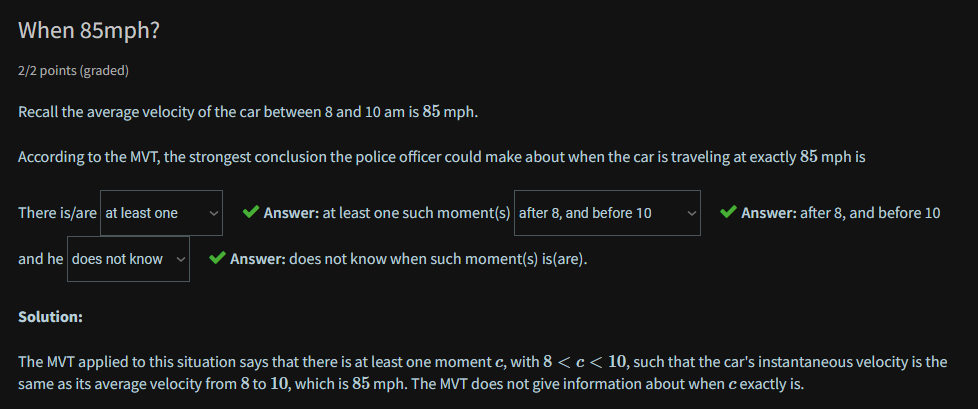 When 85mph?
2/2 points (graded)
Recall the average velocity of the car between 8 and 10 am is 85 mph.
According to the MVT, the strongest conclusion the police officer could make about when the car is traveling at exactly 85 mph is
There is/are at least one ✔ Answer: at least one such moment(s) after 8, and before 10 ✔ Answer: after 8, and before 10
and he does not know ✔ Answer: does not know when such moment(s) is(are).
Solution:
The MVT applied to this situation says that there is at least one moment c, with 8 < c < 10, such that the car's instantaneous velocity is the
same as its average velocity from 8 to 10, which is 85 mph. The MVT does not give information about when c exactly is.